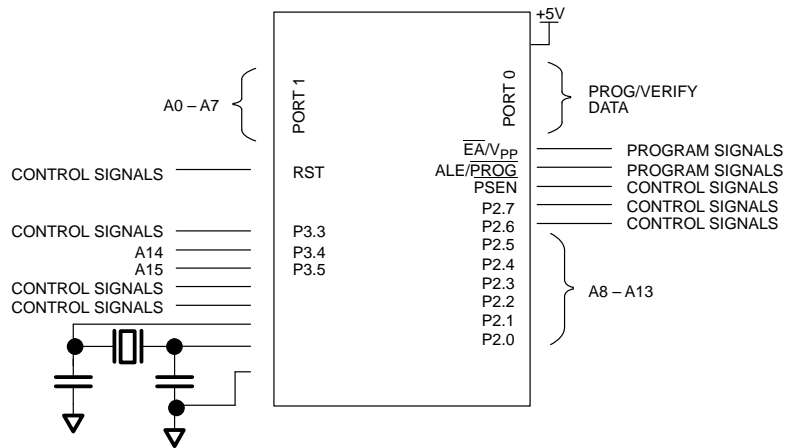 +5V
PORT 1
PORT 0
A0 – A7
PROG/VERIFY
DATA
EA/VPP
PROGRAM SIGNALS
ALE/PROG
PROGRAM SIGNALS
CONTROL SIGNALS
RST
PSEN
CONTROL SIGNALS
P2.7
CONTROL SIGNALS
P2.6
CONTROL SIGNALS
CONTROL SIGNALS
P3.3
P2.5
A14
P3.4
P2.4
A15
P3.5
P2.3
A8 – A13
CONTROL SIGNALS
P2.2
CONTROL SIGNALS
P2.1
P2.0